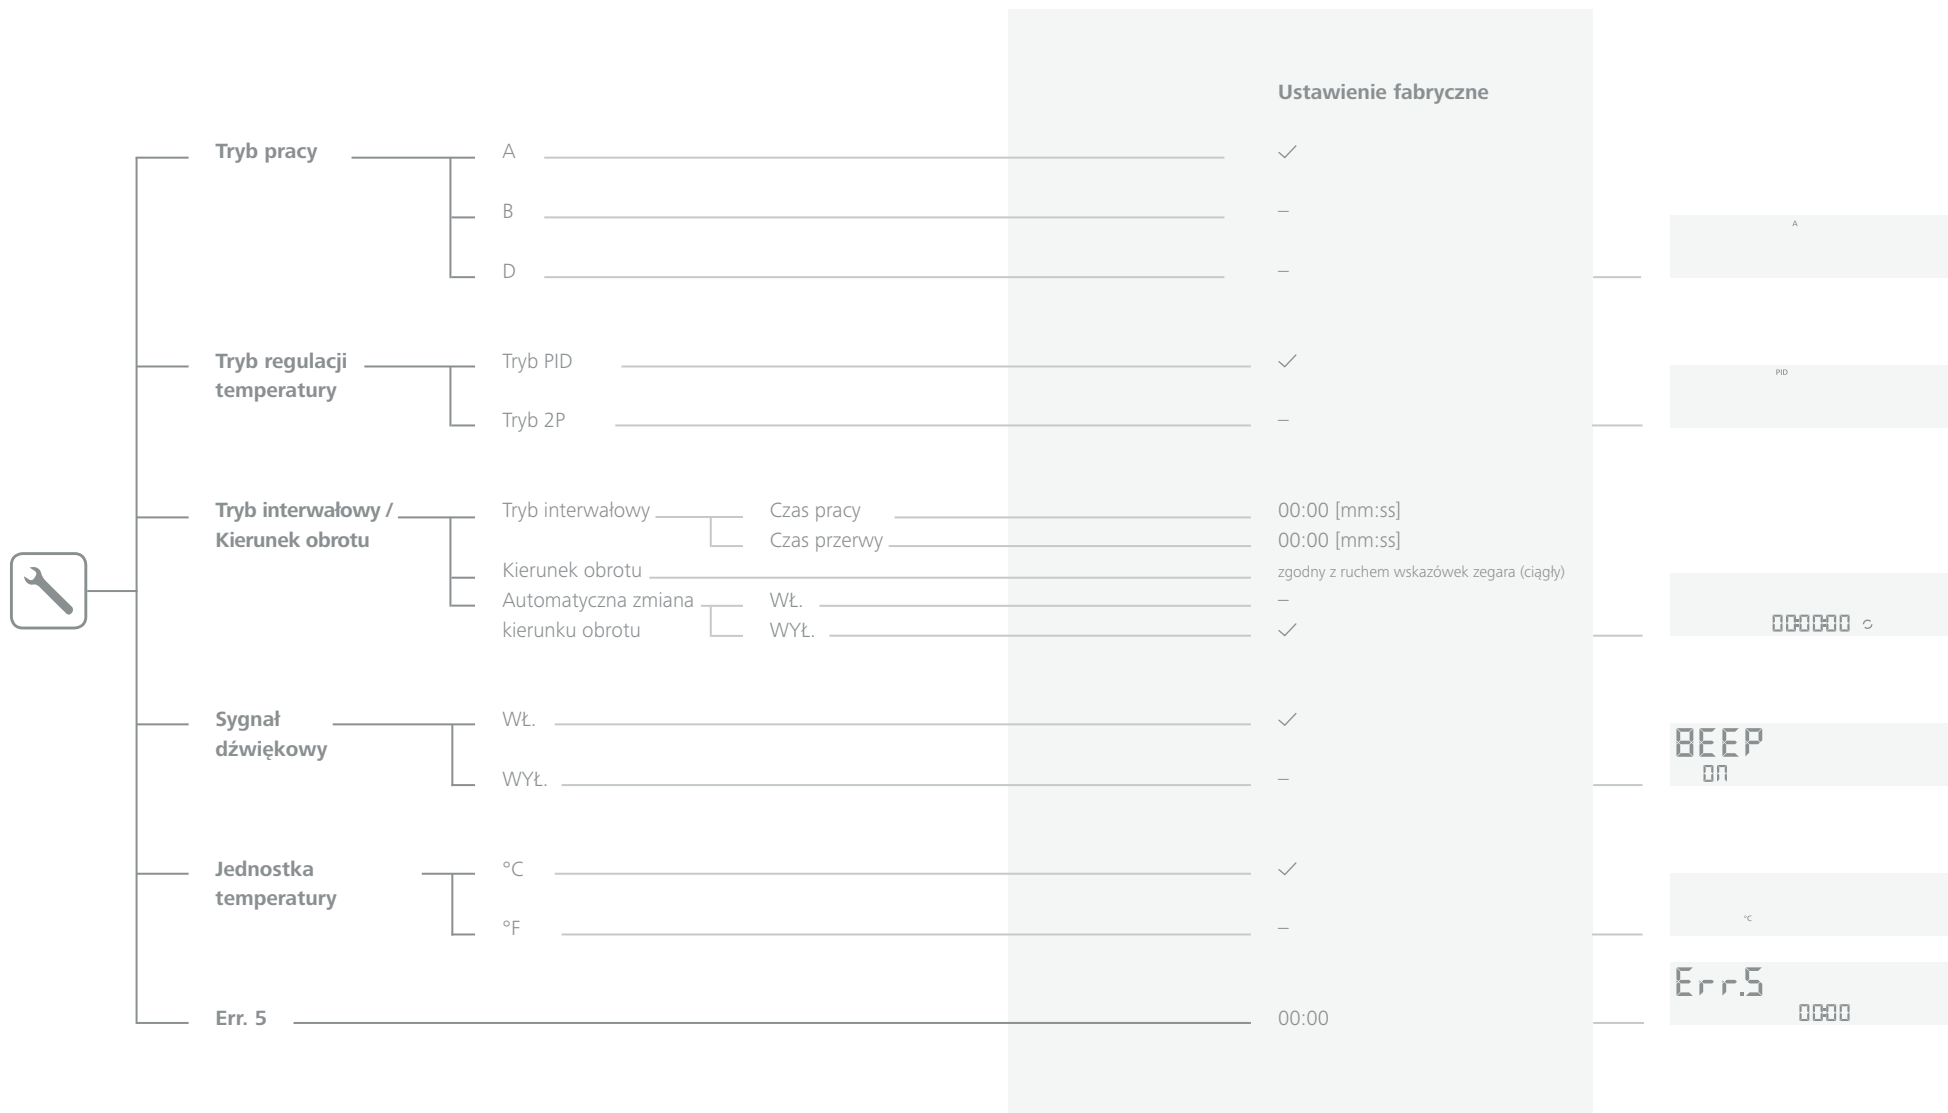 Ustawienie fabryczne
Tryb pracy A ✓
B –
A
D –
Tryb regulacji Tryb PID ✓
PID
temperatury
Tryb 2P –
Tryb interwałowy / Tryb interwałowy Czas pracy 00:00 [mm:ss]
Kierunek obrotu Czas przerwy 00:00 [mm:ss]
Kierunek obrotu zgodny z ruchem wskazówek zegara (ciągły)
Automatyczna zmiana WŁ. –
kierunku obrotu WYŁ. ✓
00:00:00
Sygnał WŁ. ✓
dźwiękowy
BEEP
WYŁ. –
on
Jednostka °C ✓
temperatury
°C
°F –
Err.5
Err. 5 00:00
00:00